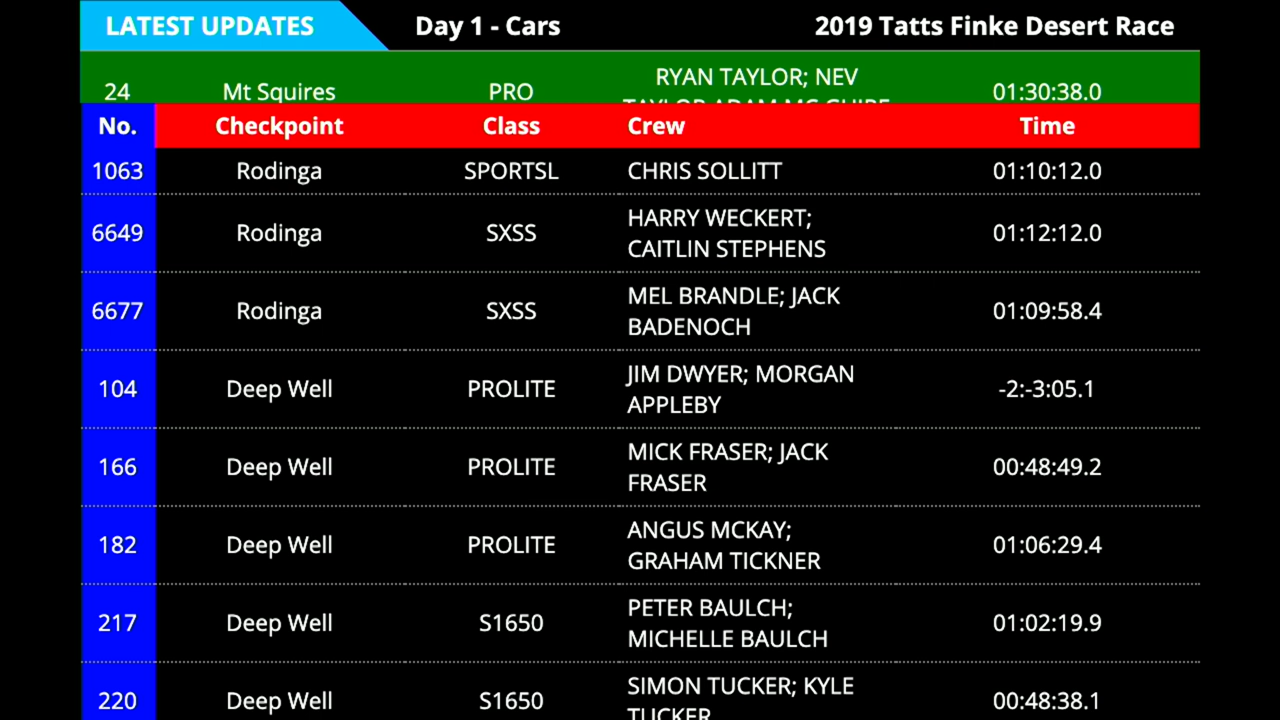 LATEST UPDATES Day 1 - Cars 2019 Tatts Finke Desert Race
RYAN TAYLOR; NEV
24 Mt Squires PRO 01:30:38.0
TAYLOR ADAM MC GUIRE
No. Checkpoint Class Crew Time
1063 Rodinga SPORTSL CHRIS SOLLITT 01:10:12.0
HARRY WECKERT;
6649 Rodinga SXSS 01:12:12.0
CAITLIN STEPHENS
MEL BRANDLE; JACK
6677 Rodinga SXSS 01:09:58.4
BADENOCH
JIM DWYER; MORGAN
104 Deep Well PROLITE -2:-3:05.1
APPLEBY
MICK FRASER; JACK
166 Deep Well PROLITE 00:48:49.2
FRASER
ANGUS MCKAY;
182 Deep Well PROLITE 01:06:29.4
GRAHAM TICKNER
PETER BAULCH;
217 Deep Well S1650 01:02:19.9
MICHELLE BAULCH
SIMON TUCKER; KYLE
220 Deep Well S1650 00:48:38.1
TUCKER